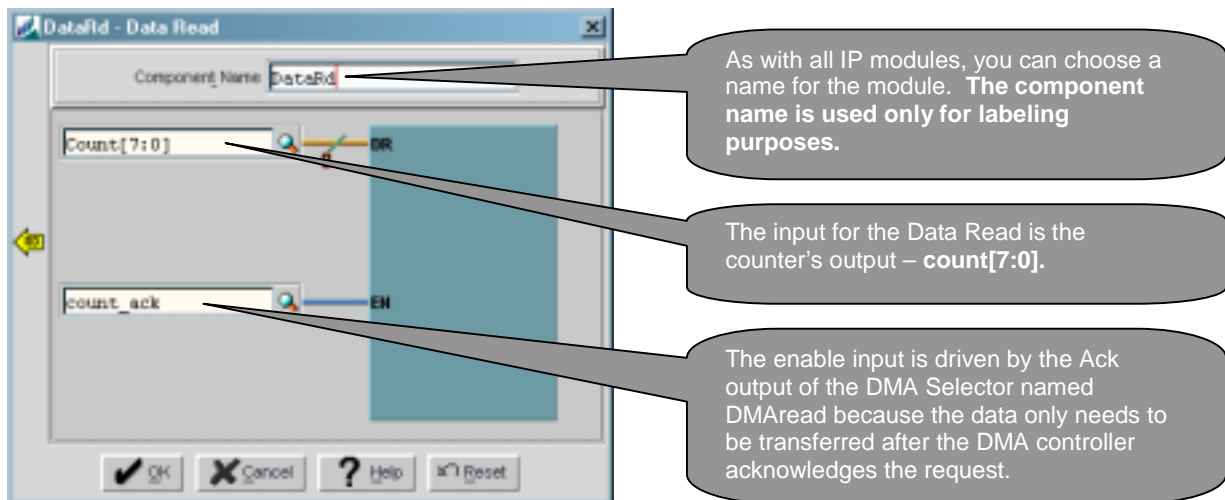 DataRd - Data Read
Component Name DataRd
Count[7:0]
DR
8
count_ack
EN
OK
Cancel
? Help
Reset
As with all IP modules, you can choose a
name for the module. The component
name is used only for labeling
purposes.
The input for the Data Read is the
counter's output – count[7:0].
The enable input is driven by the Ack
output of the DMA Selector named
DMAread because the data only needs to
be transferred after the DMA controller
acknowledges the request.